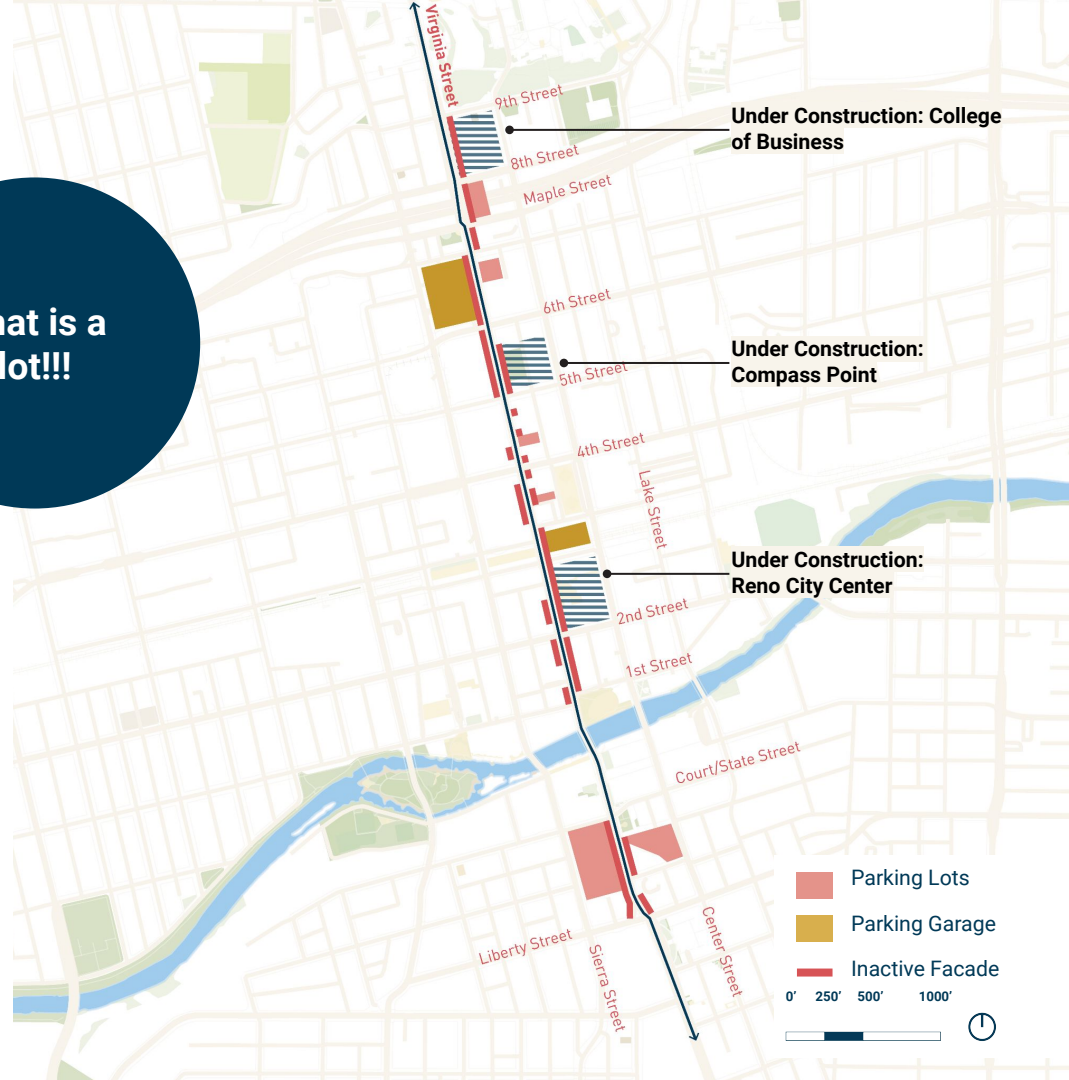 Virginia Street
9th Street
Under Construction: College
of Business
8th Street
Maple Street
6th Street
is a
lot!!!
Under Construction:
Compass Point
5th Street
4th Street
Lake Street
Under Construction:
Reno City Center
2nd Street
1st Street
Court/State Street
Parking Lots
Parking Garage
Inactive Facade
Liberty Street
Sierra Street
Center Street
0’ 250’ 500’ 1000’